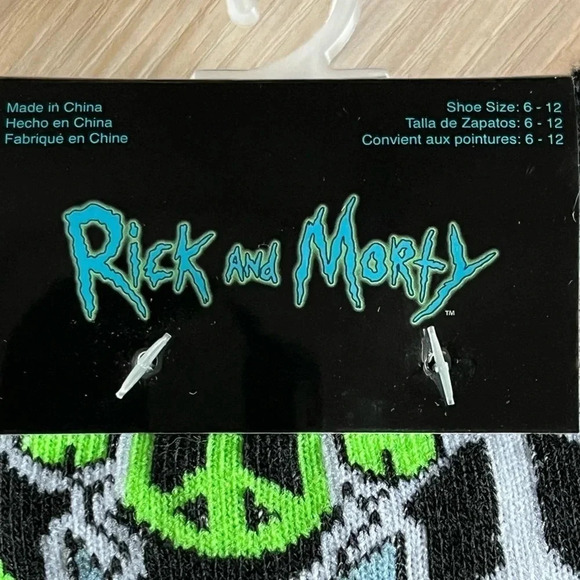 Made in China
Hecho en China
Fabriqué en Chine
Shoe Size: 6 - 12
Talla de Zapatos: 6 - 12
Convient aux pointures: 6 - 12
Rick and Morty
TM